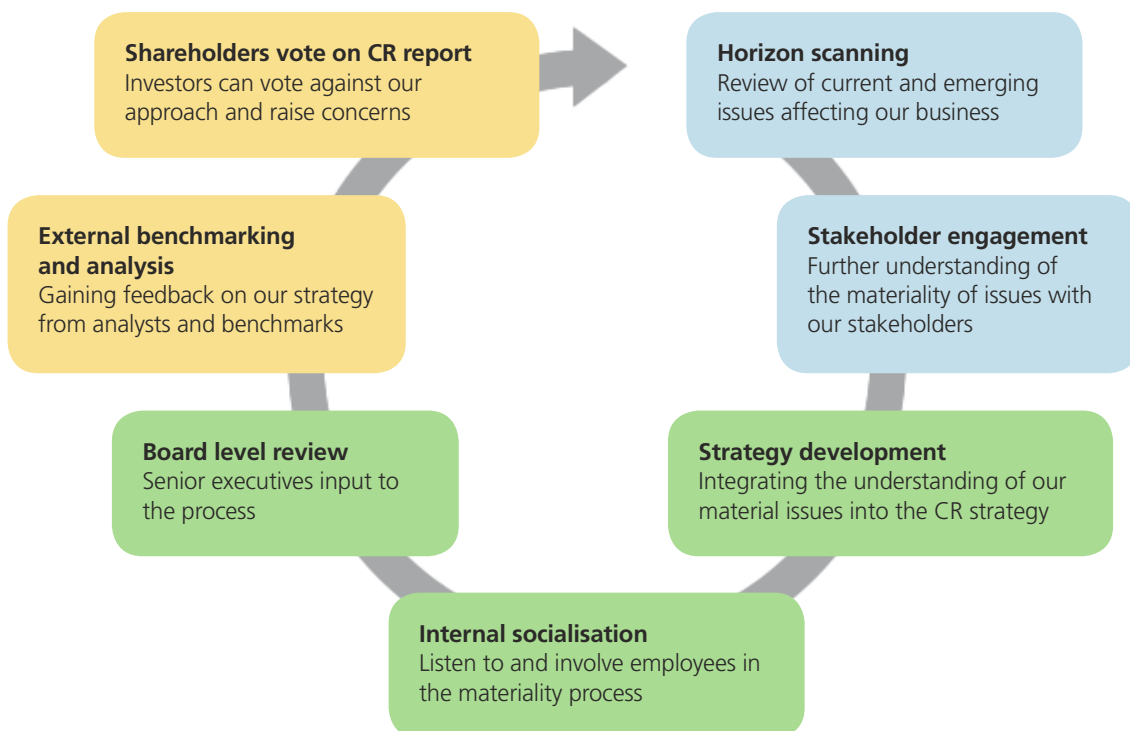 Shareholders vote on CR report
Investors can vote against our
approach and raise concerns
Horizon scanning
Review of current and emerging
issues affecting our business
Stakeholder engagement
Further understanding of
the materiality of issues with
our stakeholders
Strategy development
Integrating the understanding of our
material issues into the CR strategy
Internal socialisation
Listen to and involve employees in
the materiality process
Board level review
Senior executives input to
the process
External benchmarking
and analysis
Gaining feedback on our strategy
from analysts and benchmarks